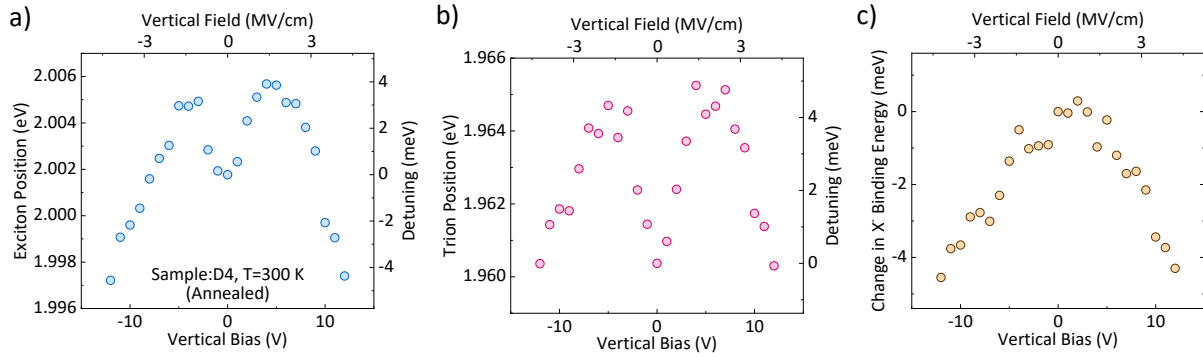 a)
Vertical Field (MV/cm)
-3 0 3
2.006
2.004
2.002
2.000
1.998
1.996
Exciton Position (eV)
4
2
0
-2
-4
Detuning (meV)
Sample:D4, T=300 K
(Annealed)
-10 0 10
Vertical Bias (V)
b)
Vertical Field (MV/cm)
-3 0 3
1.966
1.964
1.962
1.960
Trion Position (eV)
4
2
0
Detuning (meV)
-10 0 10
Vertical Bias (V)
c)
Vertical Field (MV/cm)
-3 0 3
0
-2
-4
Change in X⁻ Binding Energy (meV)
-10 0 10
Vertical Bias (V)